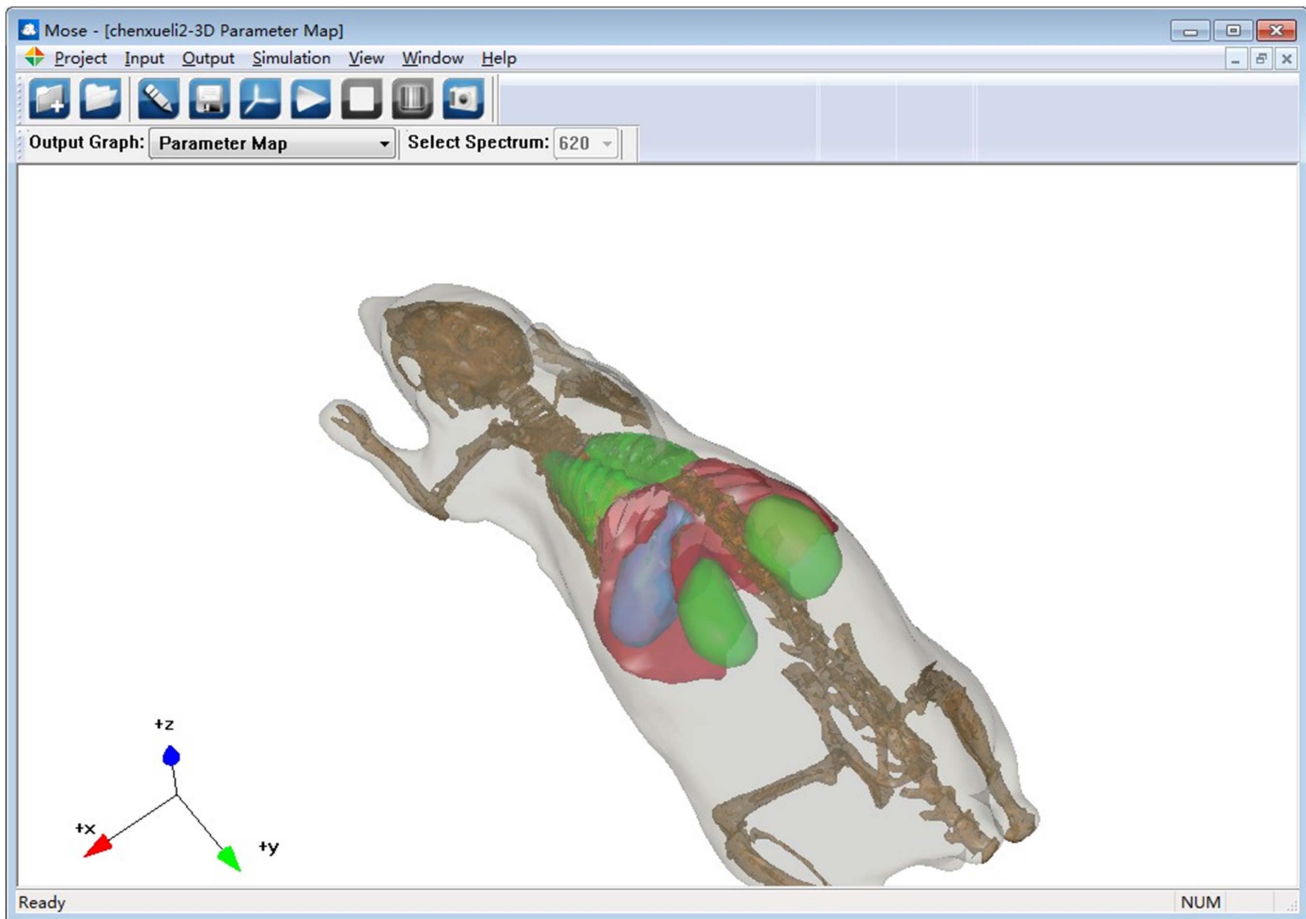 Mose - [chenxueli2-3D Parameter Map]
Project Input Output Simulation View Window Help
Output Graph: Parameter Map Select Spectrum: 620
+z
+x
+y
Ready NUM